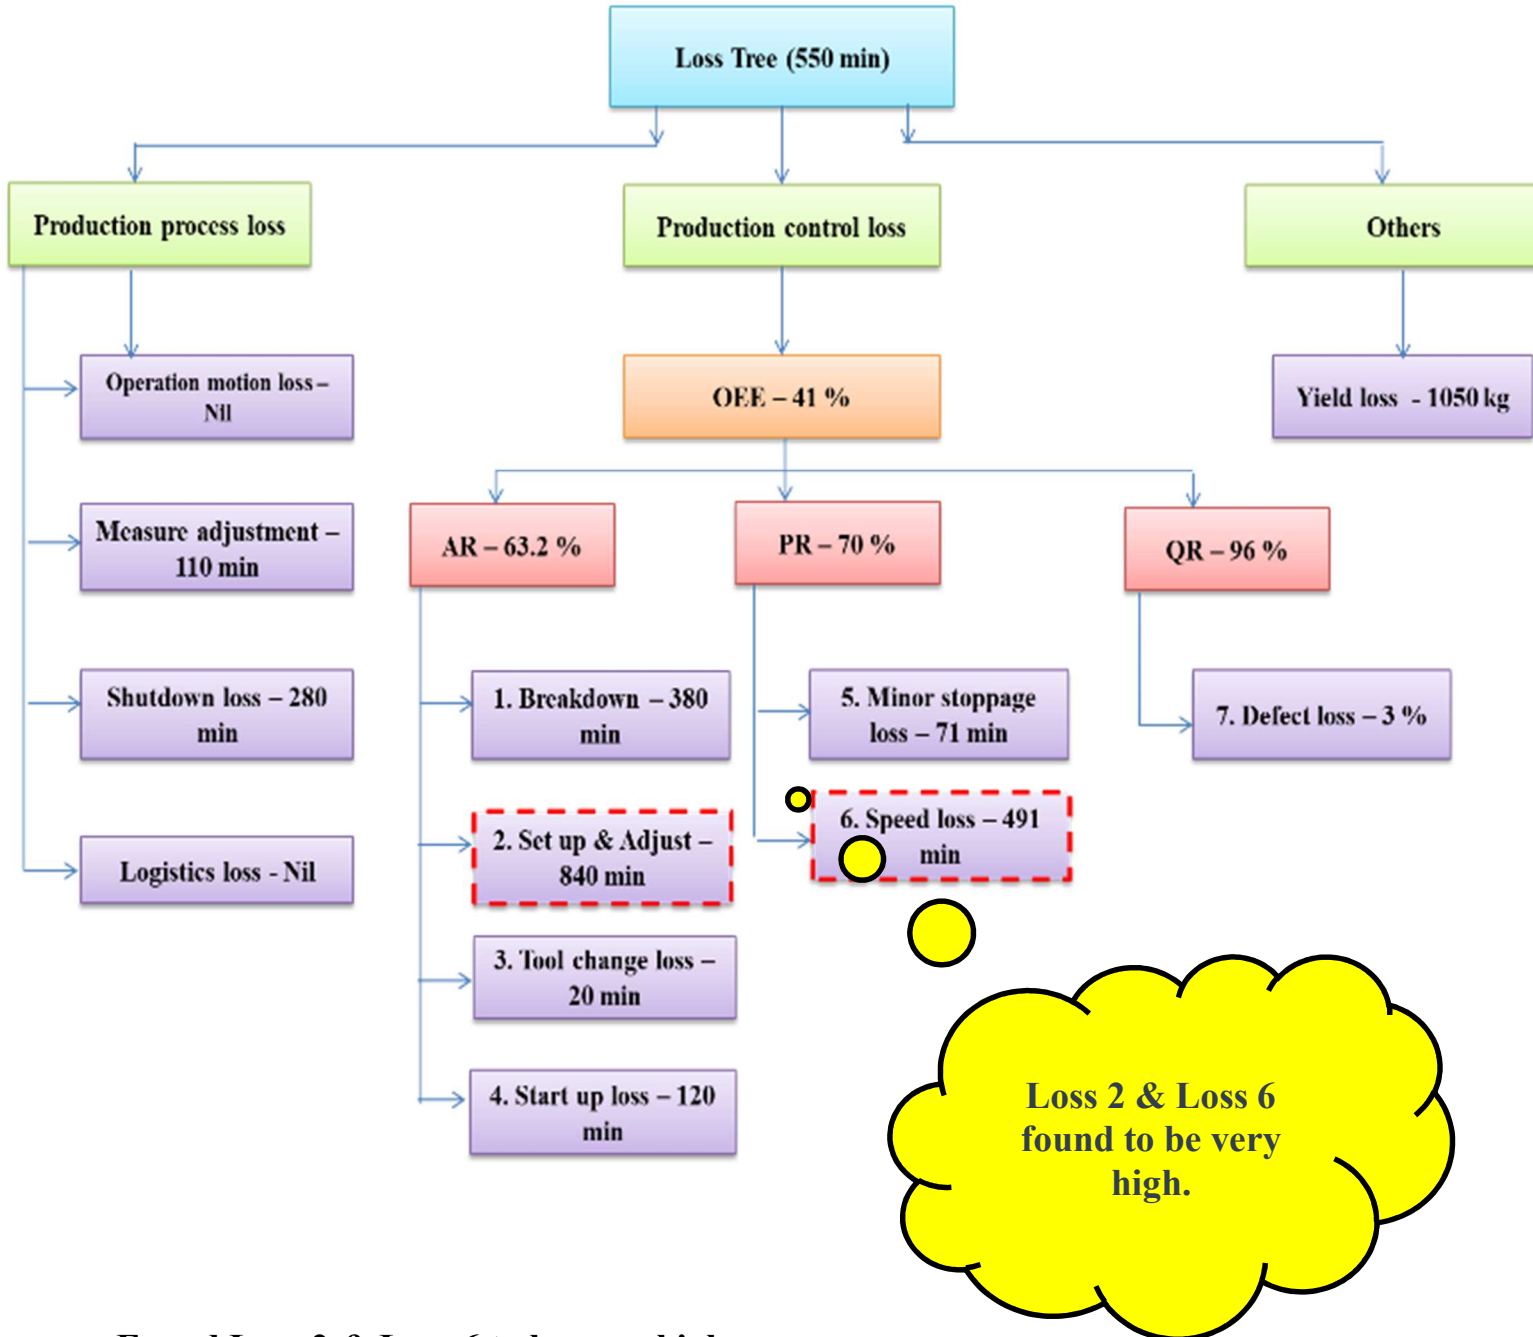 Loss Tree (550 min)
Production process loss
Production control loss
Others
Operation motion loss –
Nil
OEE – 41 %
Yield loss - 1050 kg
Measure adjustment –
110 min
AR – 63.2 %
PR – 70 %
QR – 96 %
Shutdown loss – 280
min
1. Breakdown – 380
min
5. Minor stoppage
loss – 71 min
7. Defect loss – 3 %
Logistics loss - Nil
2. Set up & Adjust –
840 min
6. Speed loss – 491
min
3. Tool change loss –
20 min
4. Start up loss – 120
min
Loss 2 & Loss 6
found to be very
high.